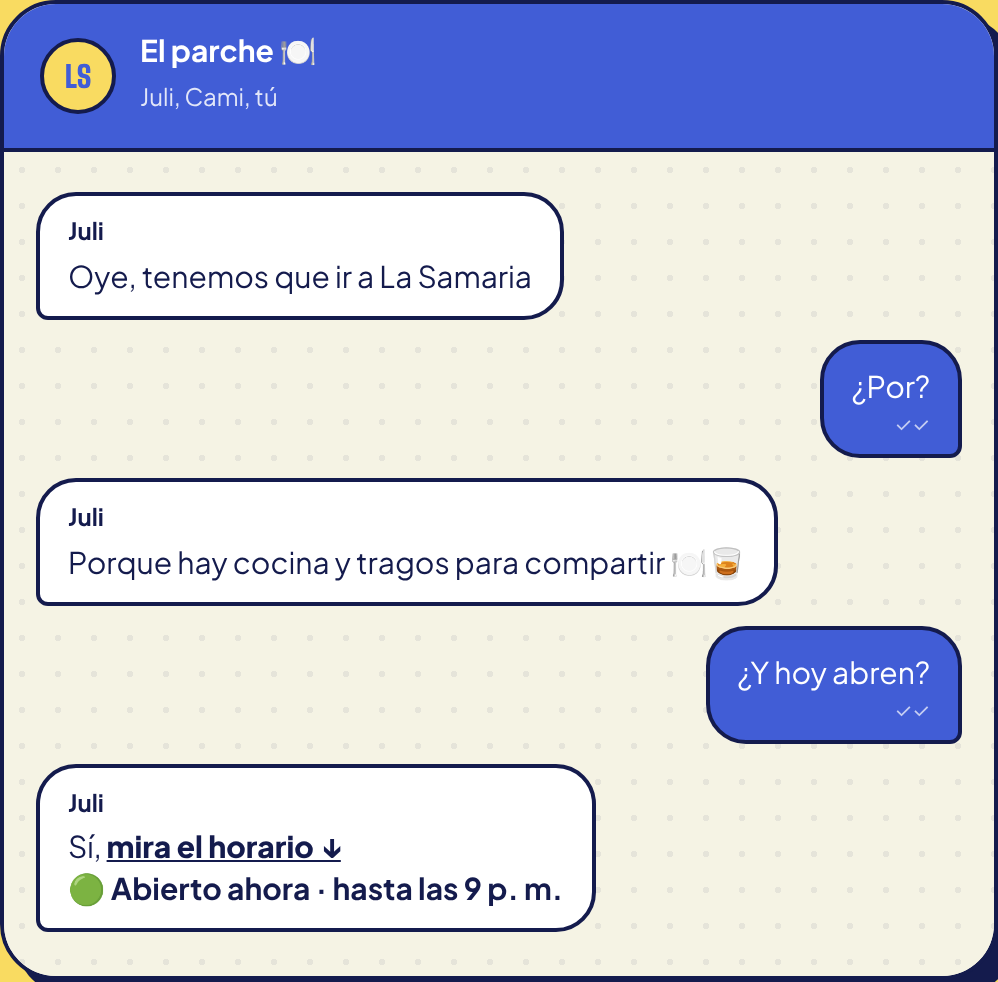 LS
El parche 🍽️
Juli, Cami, tú
Juli
Oye, tenemos que ir a La Samaria
¿Por?
Juli
Porque hay cocina y tragos para compartir 🍽️🥃
¿Y hoy abren?
Juli
Sí, mira el horario ↓
🟢 Abierto ahora · hasta las 9 p. m.